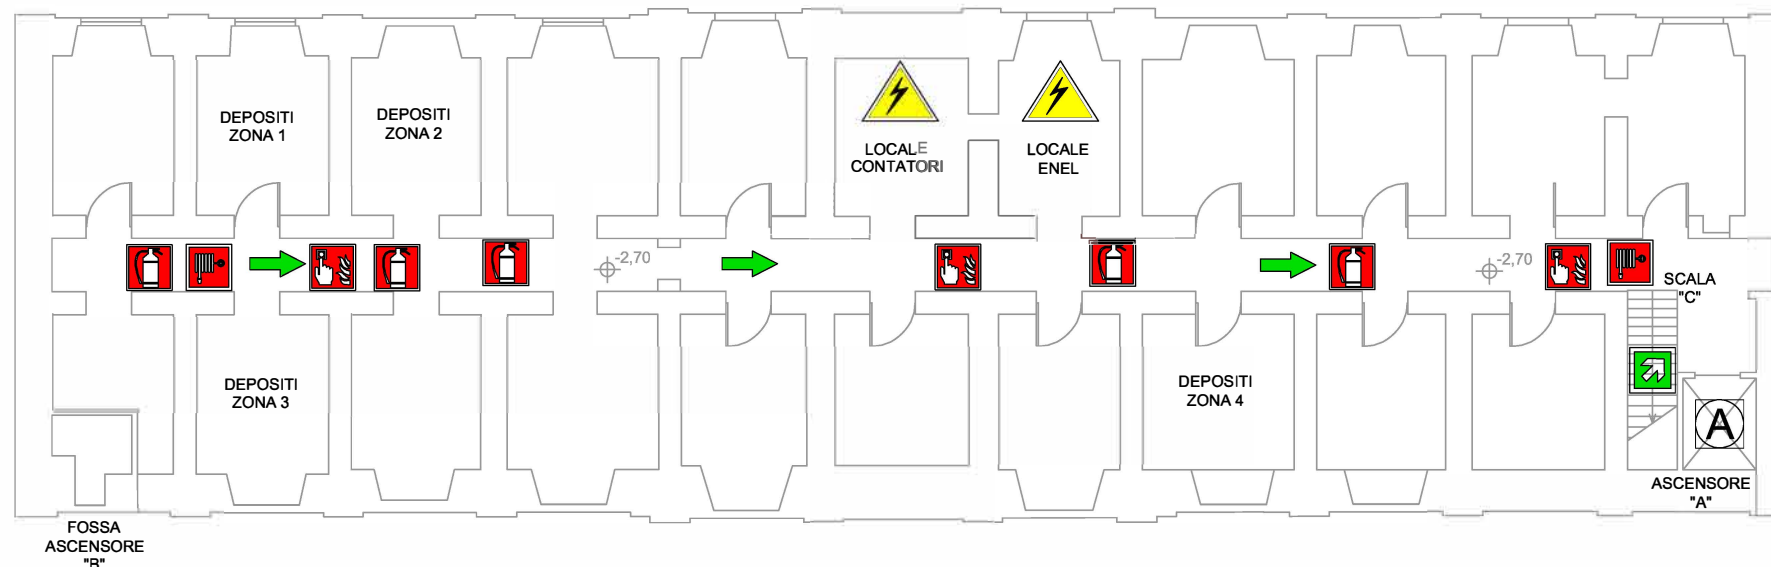 DEPOSITI
ZONA 1
DEPOSITI
ZONA 2
LOCALE
CONTATORI
LOCALE
ENEL
-2,70
-2,70
SCALA
"C"
DEPOSITI
ZONA 3
DEPOSITI
ZONA 4
A
ASCENSORE
"A"
FOSSA
ASCENSORE
"B"